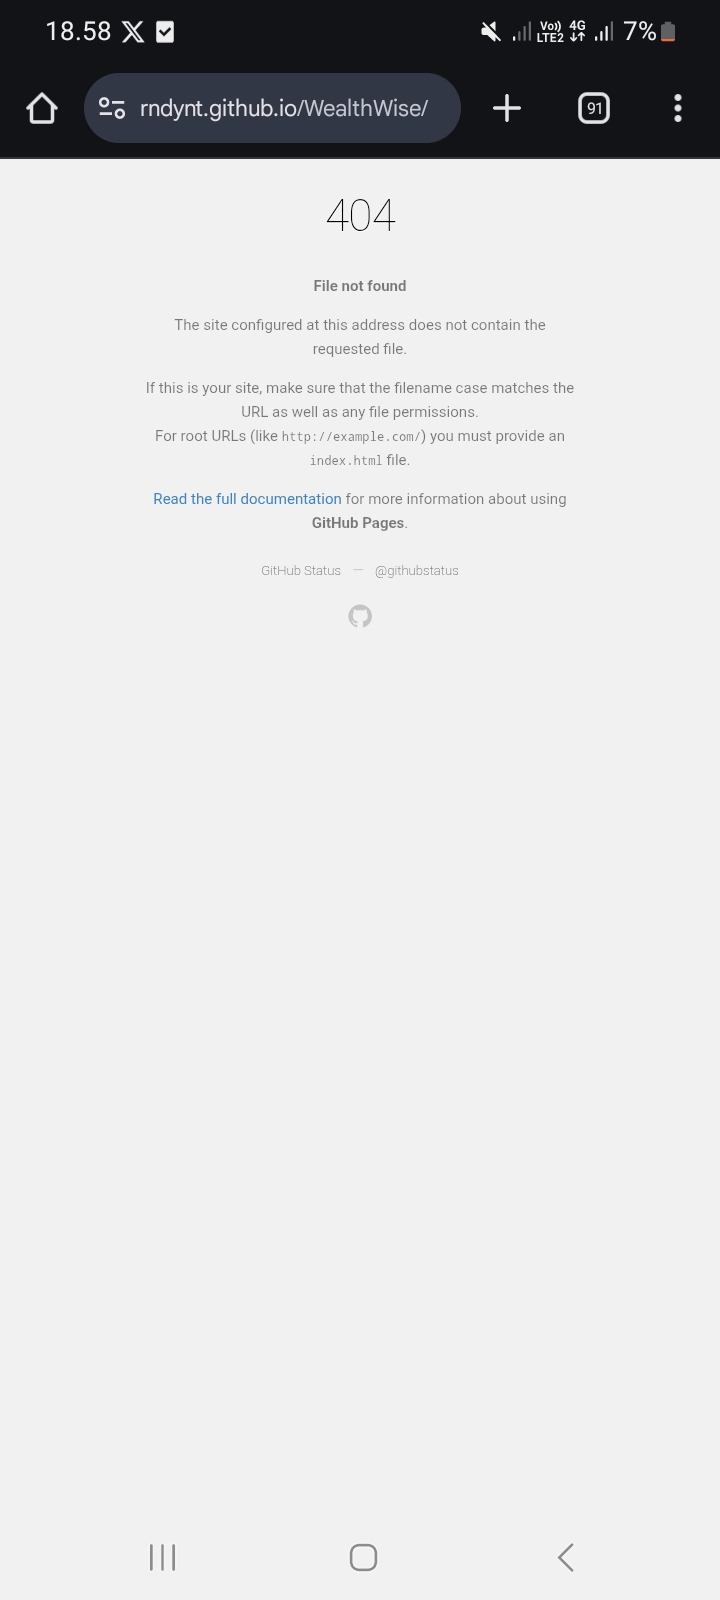 18.58
Vo)) 4G
LTE2
7%
rndynt.github.io/WealthWise/
91
404
File not found
The site configured at this address does not contain the
requested file.
If this is your site, make sure that the filename case matches the
URL as well as any file permissions.
For root URLs (like http://example.com/) you must provide an
index.html file.
Read the full documentation for more information about using
GitHub Pages.
GitHub Status — @githubstatus